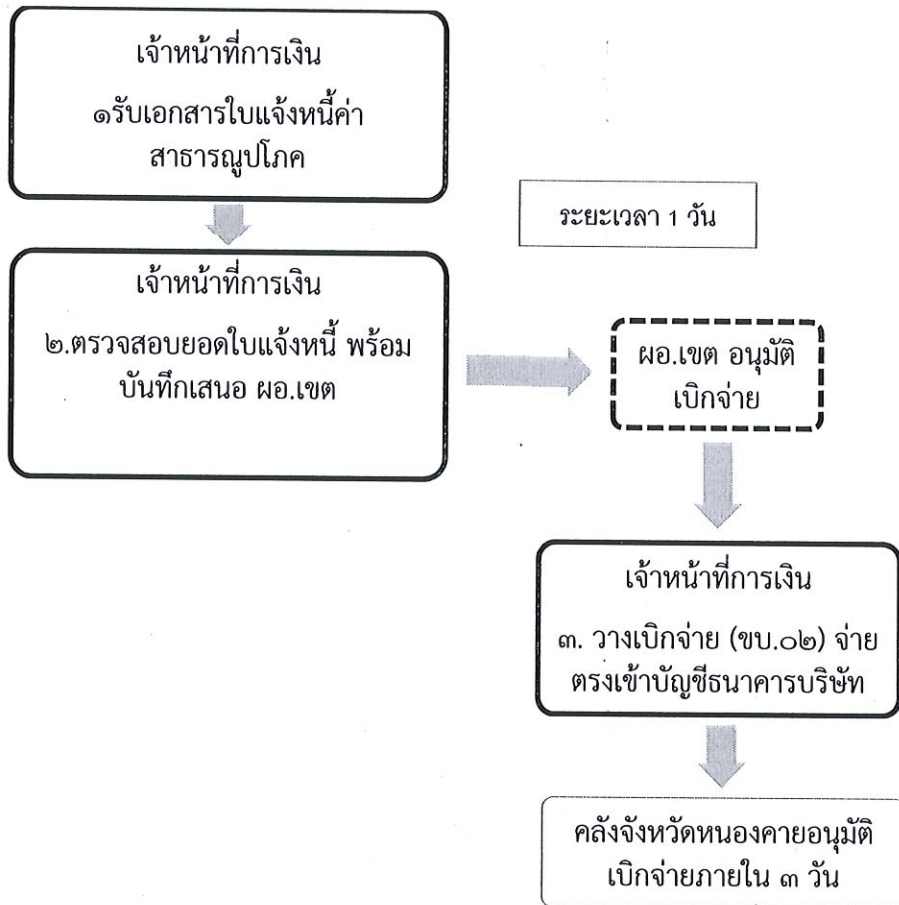 เจ้าหน้าที่การเงิน
๑รับเอกสารใบแจ้งหนี้ค่า
สาธารณูปโภค
ระยะเวลา 1 วัน
เจ้าหน้าที่การเงิน
๒.ตรวจสอบยอดใบแจ้งหนี้ พร้อม
บันทึกเสนอ ผอ.เขต
ผอ.เขต อนุมัติ
เบิกจ่าย
เจ้าหน้าที่การเงิน
๓. วางเบิกจ่าย (ขบ.๐๒) จ่าย
ตรงเข้าบัญชีธนาคารบริษัท
คลังจังหวัดหนองคายอนุมัติ
เบิกจ่ายภายใน ๓ วัน